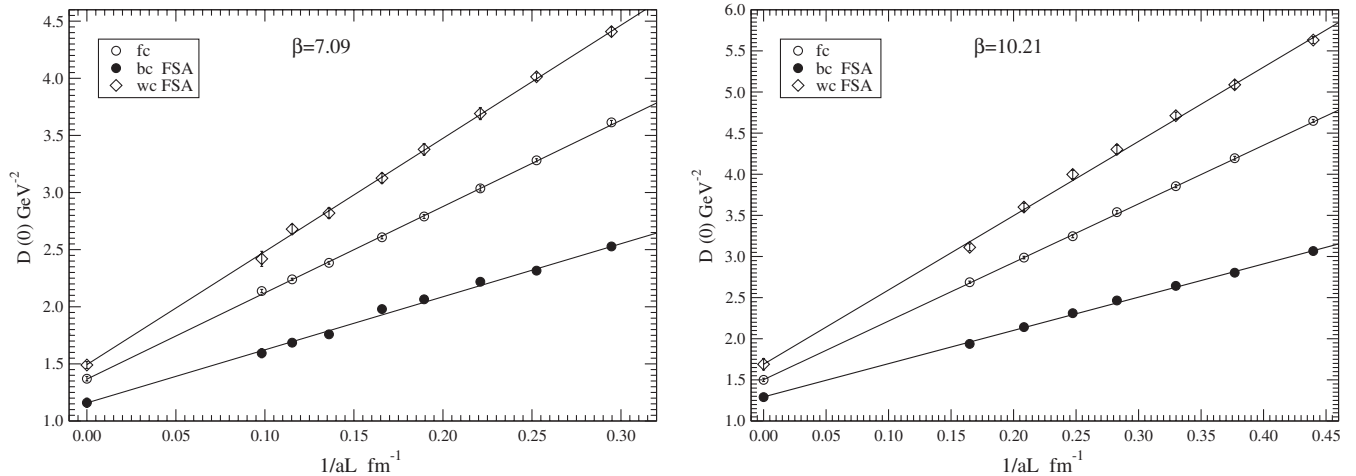 4.5
4.0
3.5
3.0
2.5
2.0
1.5
1.0
D (0) GeV⁻²
fc
bc FSA
wc FSA
β=7.09
0.00 0.05 0.10 0.15 0.20 0.25 0.30
1/aL fm⁻¹
6.0
5.5
5.0
4.5
4.0
3.5
3.0
2.5
2.0
1.5
1.0
D (0) GeV⁻²
fc
bc FSA
wc FSA
β=10.21
0.00 0.05 0.10 0.15 0.20 0.25 0.30 0.35 0.40 0.45
1/aL fm⁻¹